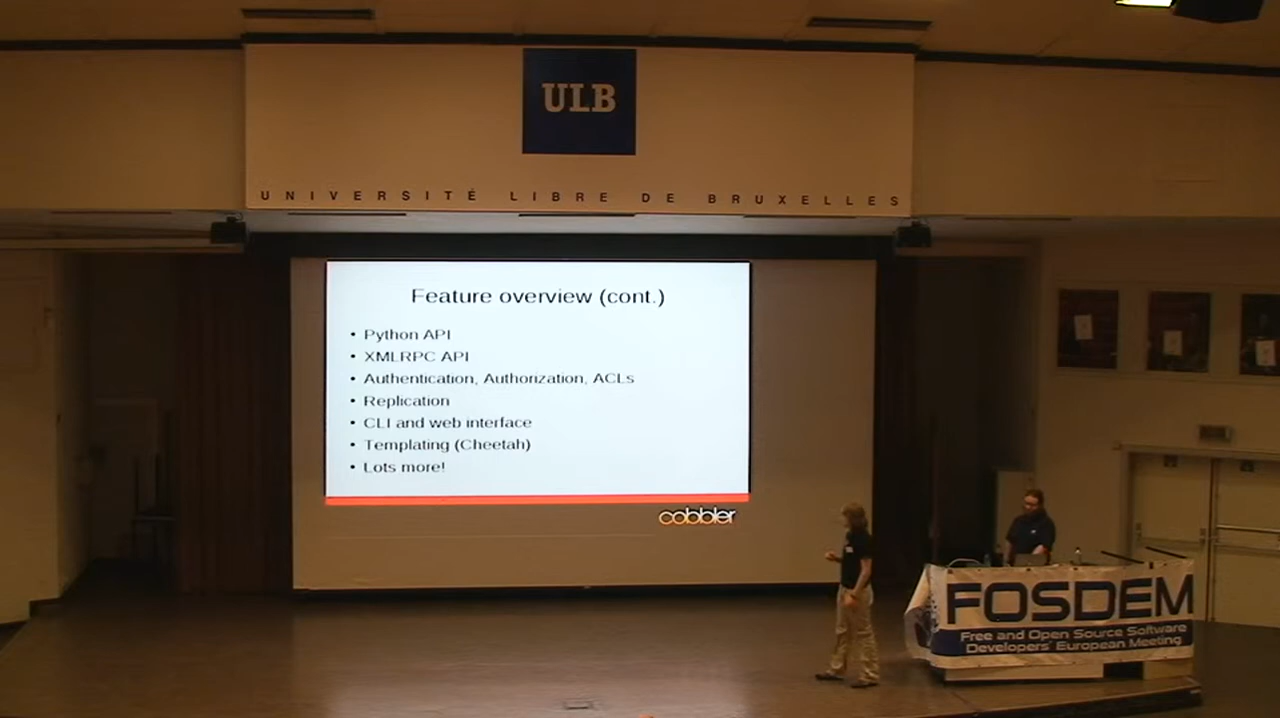 ULB
UNIVERSITÉ LIBRE DE BRUXELLES
Feature overview (cont.)
• Python API
• XMLRPC API
• Authentication, Authorization, ACLs
• Replication
• CLI and web interface
• Templating (Cheetah)
• Lots more!
cobbler
FOSDEM
Free and Open Source Software
Developers' European Meeting